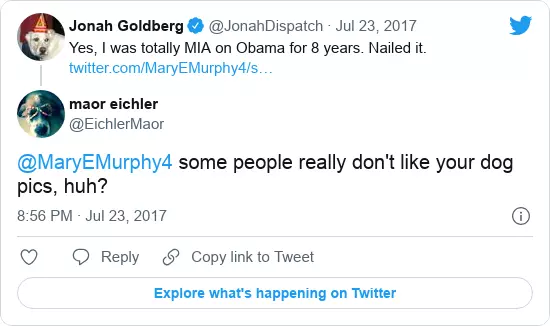 Jonah Goldberg @JonahDispatch · Jul 23, 2017
Yes, I was totally MIA on Obama for 8 years. Nailed it.
twitter.com/MaryEMurphy4/s…
maor eichler
@EichlerMaor
@MaryEMurphy4 some people really don't like your dog
pics, huh?
8:56 PM · Jul 23, 2017
Reply
Copy link to Tweet
Explore what's happening on Twitter